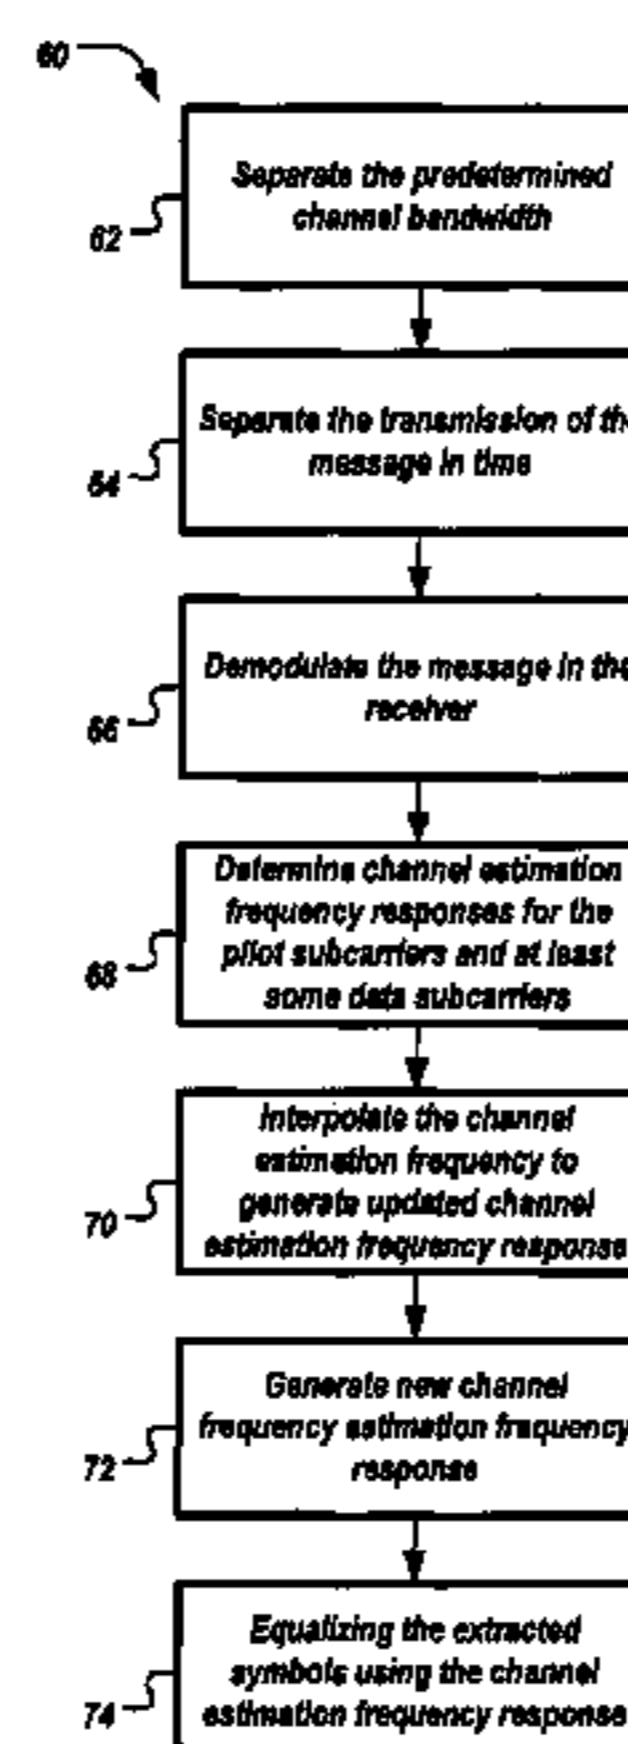 60
Separate the predetermined
channel bandwidth
62
Separate the transmission of the
message in time
64
Demodulate the message in the
receiver
66
Determine channel estimation
frequency responses for the
pilot subcarriers and at least
some data subcarriers
68
Interpolate the channel
estimation frequency to
generate updated channel
estimation frequency response
70
Generate new channel
frequency estimation frequency
response
72
Equalizing the extracted
symbols using the channel
estimation frequency response
74